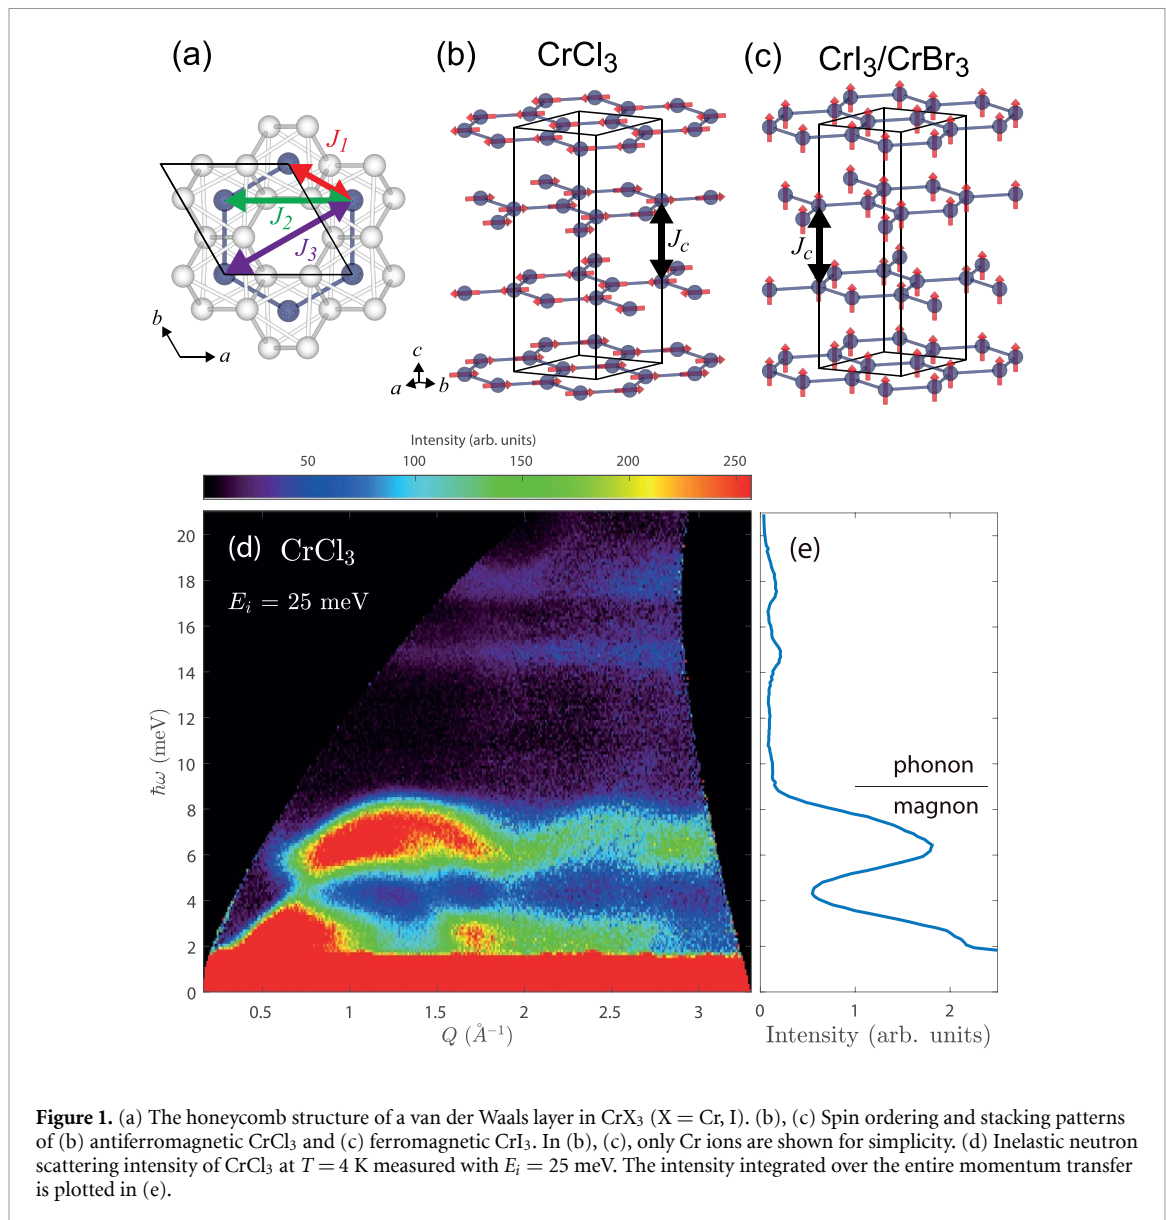 (a)
(b)
CrCl3
(c)
CrI3/CrBr3
J1
J2
J3
b
a
Jc
c
a
b
Jc
Intensity (arb. units)
50 100 150 200 250
(d) CrCl3
Ei = 25 meV
20
18
16
14
12
10
8
6
4
2
0
ħω (meV)
0.5 1 1.5 2 2.5 3
Q (Å−1)
(e)
phonon
magnon
0 1 2
Intensity (arb. units)
Figure 1. (a) The honeycomb structure of a van der Waals layer in CrX3 (X = Cr, I). (b), (c) Spin ordering and stacking patterns
of (b) antiferromagnetic CrCl3 and (c) ferromagnetic CrI3. In (b), (c), only Cr ions are shown for simplicity. (d) Inelastic neutron
scattering intensity of CrCl3 at T = 4 K measured with Ei = 25 meV. The intensity integrated over the entire momentum transfer
is plotted in (e).